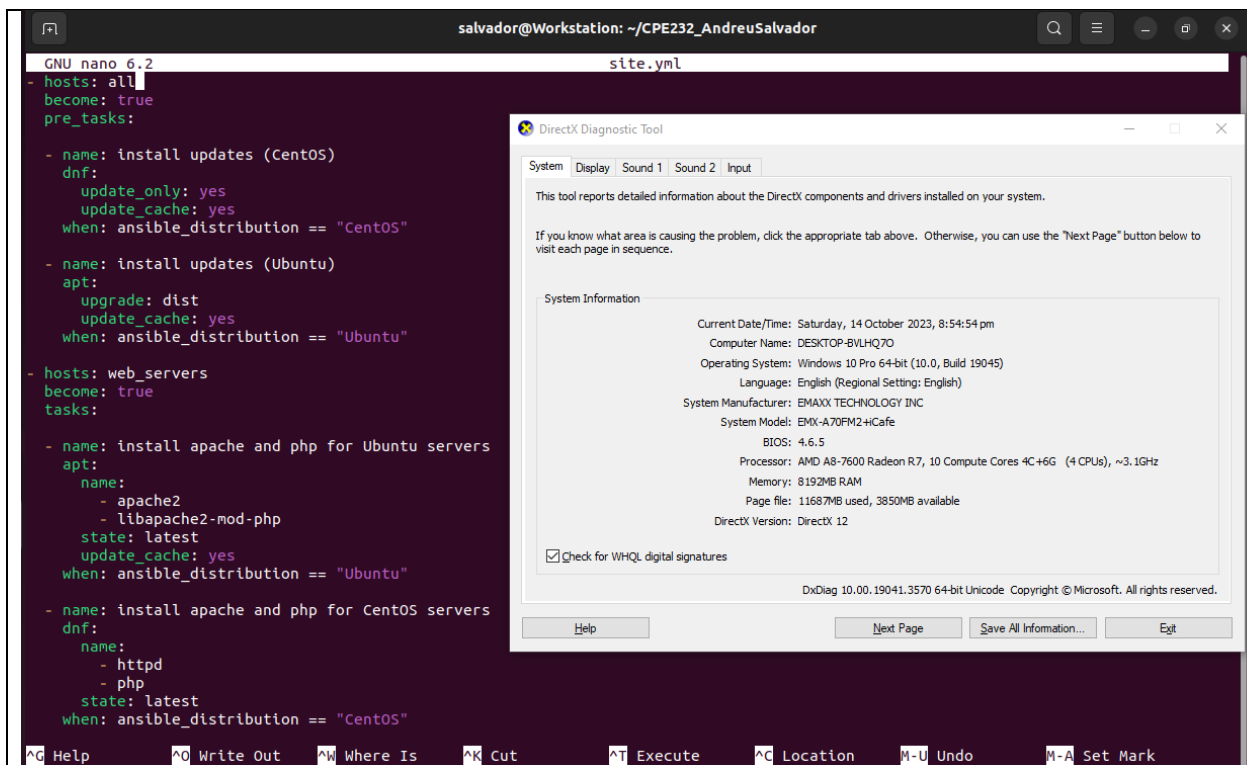 salvador@Workstation: ~/CPE232_AndreuSalvador
GNU nano 6.2 site.yml
- hosts: all
  become: true
  pre_tasks:
  - name: install updates (CentOS)
    dnf:
      update_only: yes
      update_cache: yes
    when: ansible_distribution == "CentOS"
  - name: install updates (Ubuntu)
    apt:
      upgrade: dist
      update_cache: yes
    when: ansible_distribution == "Ubuntu"
- hosts: web_servers
  become: true
  tasks:
  - name: install apache and php for Ubuntu servers
    apt:
      name:
        - apache2
        - libapache2-mod-php
      state: latest
      update_cache: yes
    when: ansible_distribution == "Ubuntu"
  - name: install apache and php for CentOS servers
    dnf:
      name:
        - httpd
        - php
      state: latest
    when: ansible_distribution == "CentOS"
^G Help ^O Write Out ^W Where Is ^K Cut ^T Execute ^C Location M-U Undo M-A Set Mark
DirectX Diagnostic Tool
System Display Sound 1 Sound 2 Input
This tool reports detailed information about the DirectX components and drivers installed on your system.
If you know what area is causing the problem, click the appropriate tab above. Otherwise, you can use the "Next Page" button below to
visit each page in sequence.
System Information
Current Date/Time: Saturday, 14 October 2023, 8:54:54 pm
Computer Name: DESKTOP-BVLHQ7O
Operating System: Windows 10 Pro 64-bit (10.0, Build 19045)
Language: English (Regional Setting: English)
System Manufacturer: EMAXX TECHNOLOGY INC
System Model: EMX-A70FM2+iCafe
BIOS: 4.6.5
Processor: AMD A8-7600 Radeon R7, 10 Compute Cores 4C+6G (4 CPUs), ~3.1GHz
Memory: 8192MB RAM
Page file: 11687MB used, 3850MB available
DirectX Version: DirectX 12
Check for WHQL digital signatures
DxDiag 10.00.19041.3570 64-bit Unicode Copyright © Microsoft. All rights reserved.
Help Next Page Save All Information... Exit